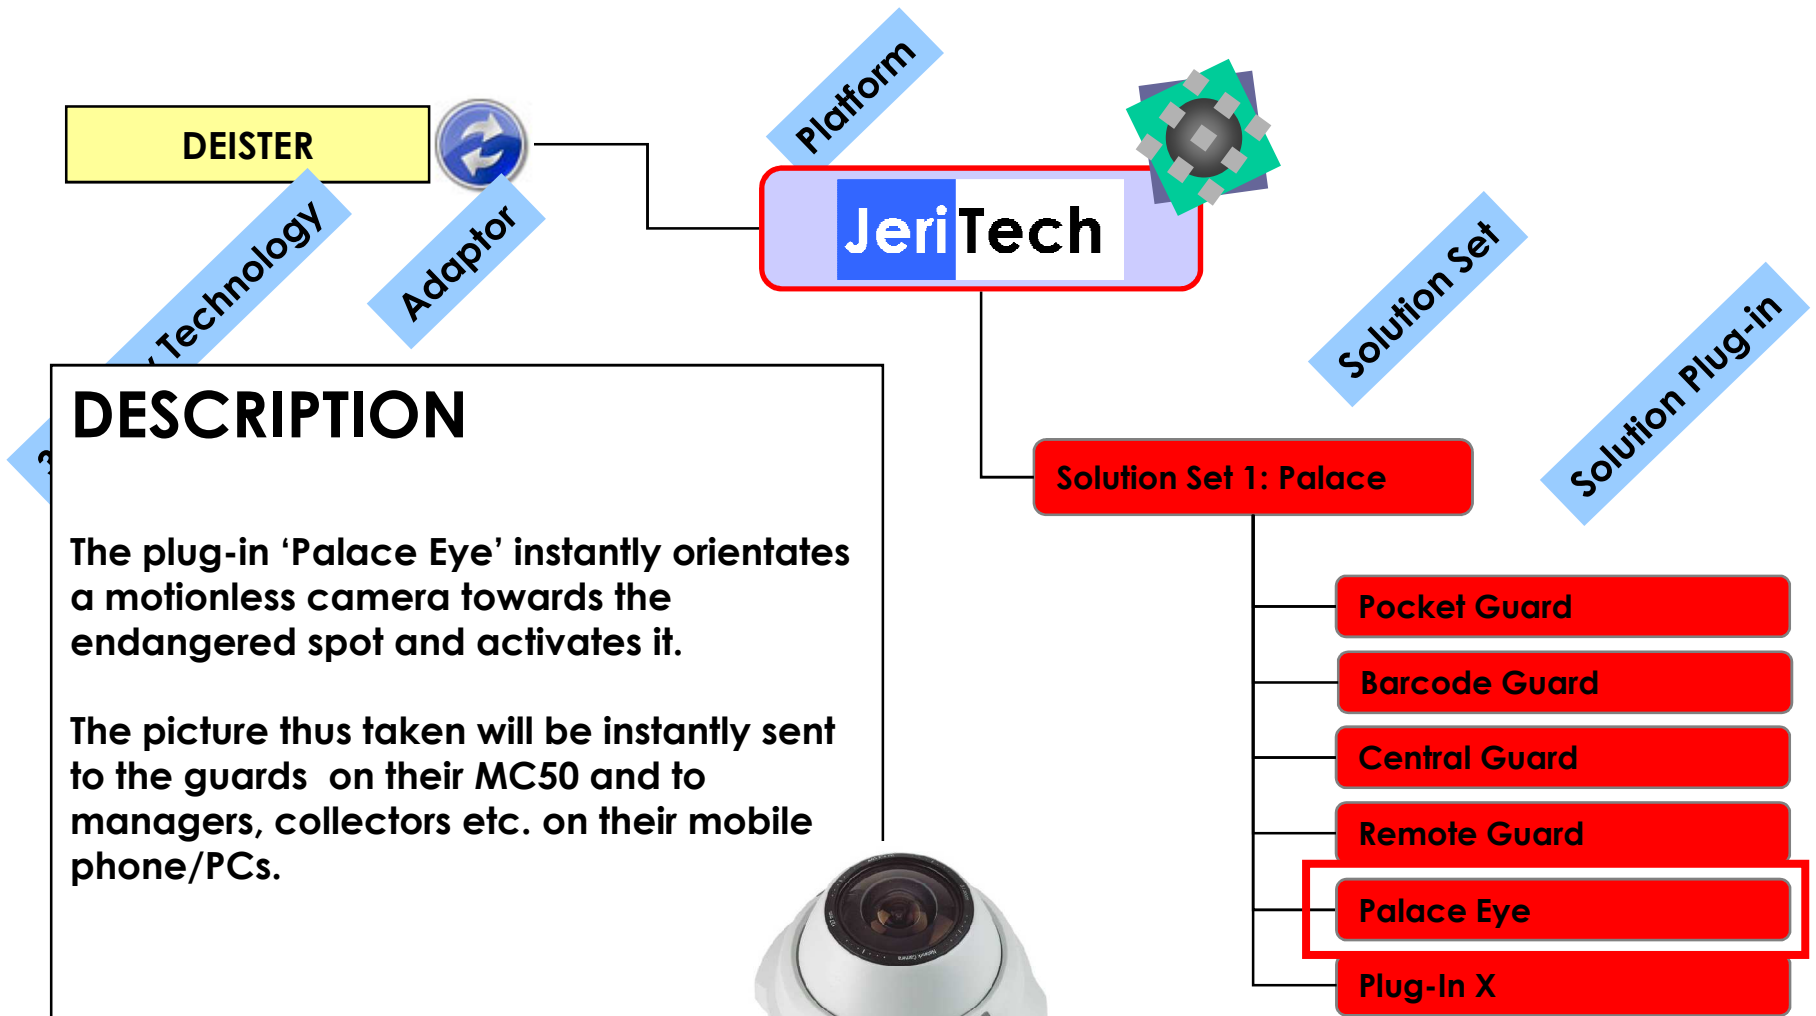 Platform
DEISTER
JeriTech
Technology
Adaptor
Solution Set
Solution Plug-in
DESCRIPTION
The plug-in ‘Palace Eye’ instantly orientates
a motionless camera towards the
endangered spot and activates it.
The picture thus taken will be instantly sent
to the guards  on their MC50 and to
managers, collectors etc. on their mobile
phone/PCs.
Solution Set 1: Palace
Pocket Guard
Barcode Guard
Central Guard
Remote Guard
Palace Eye
Plug-In X